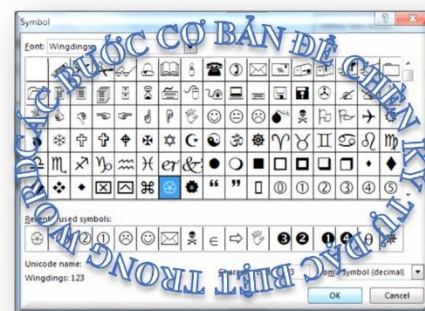 Symbol
Font: Wingdings
CÁC BƯỚC CƠ BẢN ĐỂ CHÈN KÝ TỰ ĐẶC BIỆT TRONG WORD
Recently used symbols:
Unicode name:
Wingdings: 123
Symbol (decimal)
OK
Cancel